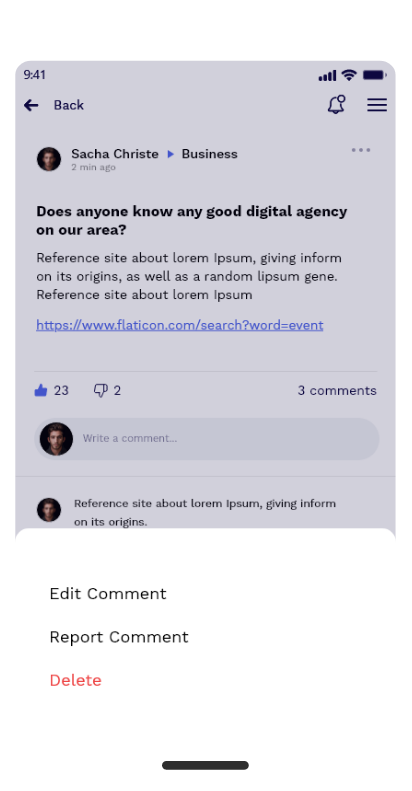 9:41
Back
Sacha Christe Business
2 min ago
Does anyone know any good digital agency
on our area?
Reference site about lorem Ipsum, giving inform
on its origins, as well as a random lipsum gene.
Reference site about lorem Ipsum
https://www.flaticon.com/search?word=event
23 2 3 comments
Write a comment...
Reference site about lorem Ipsum, giving inform
on its origins.
Edit Comment
Report Comment
Delete